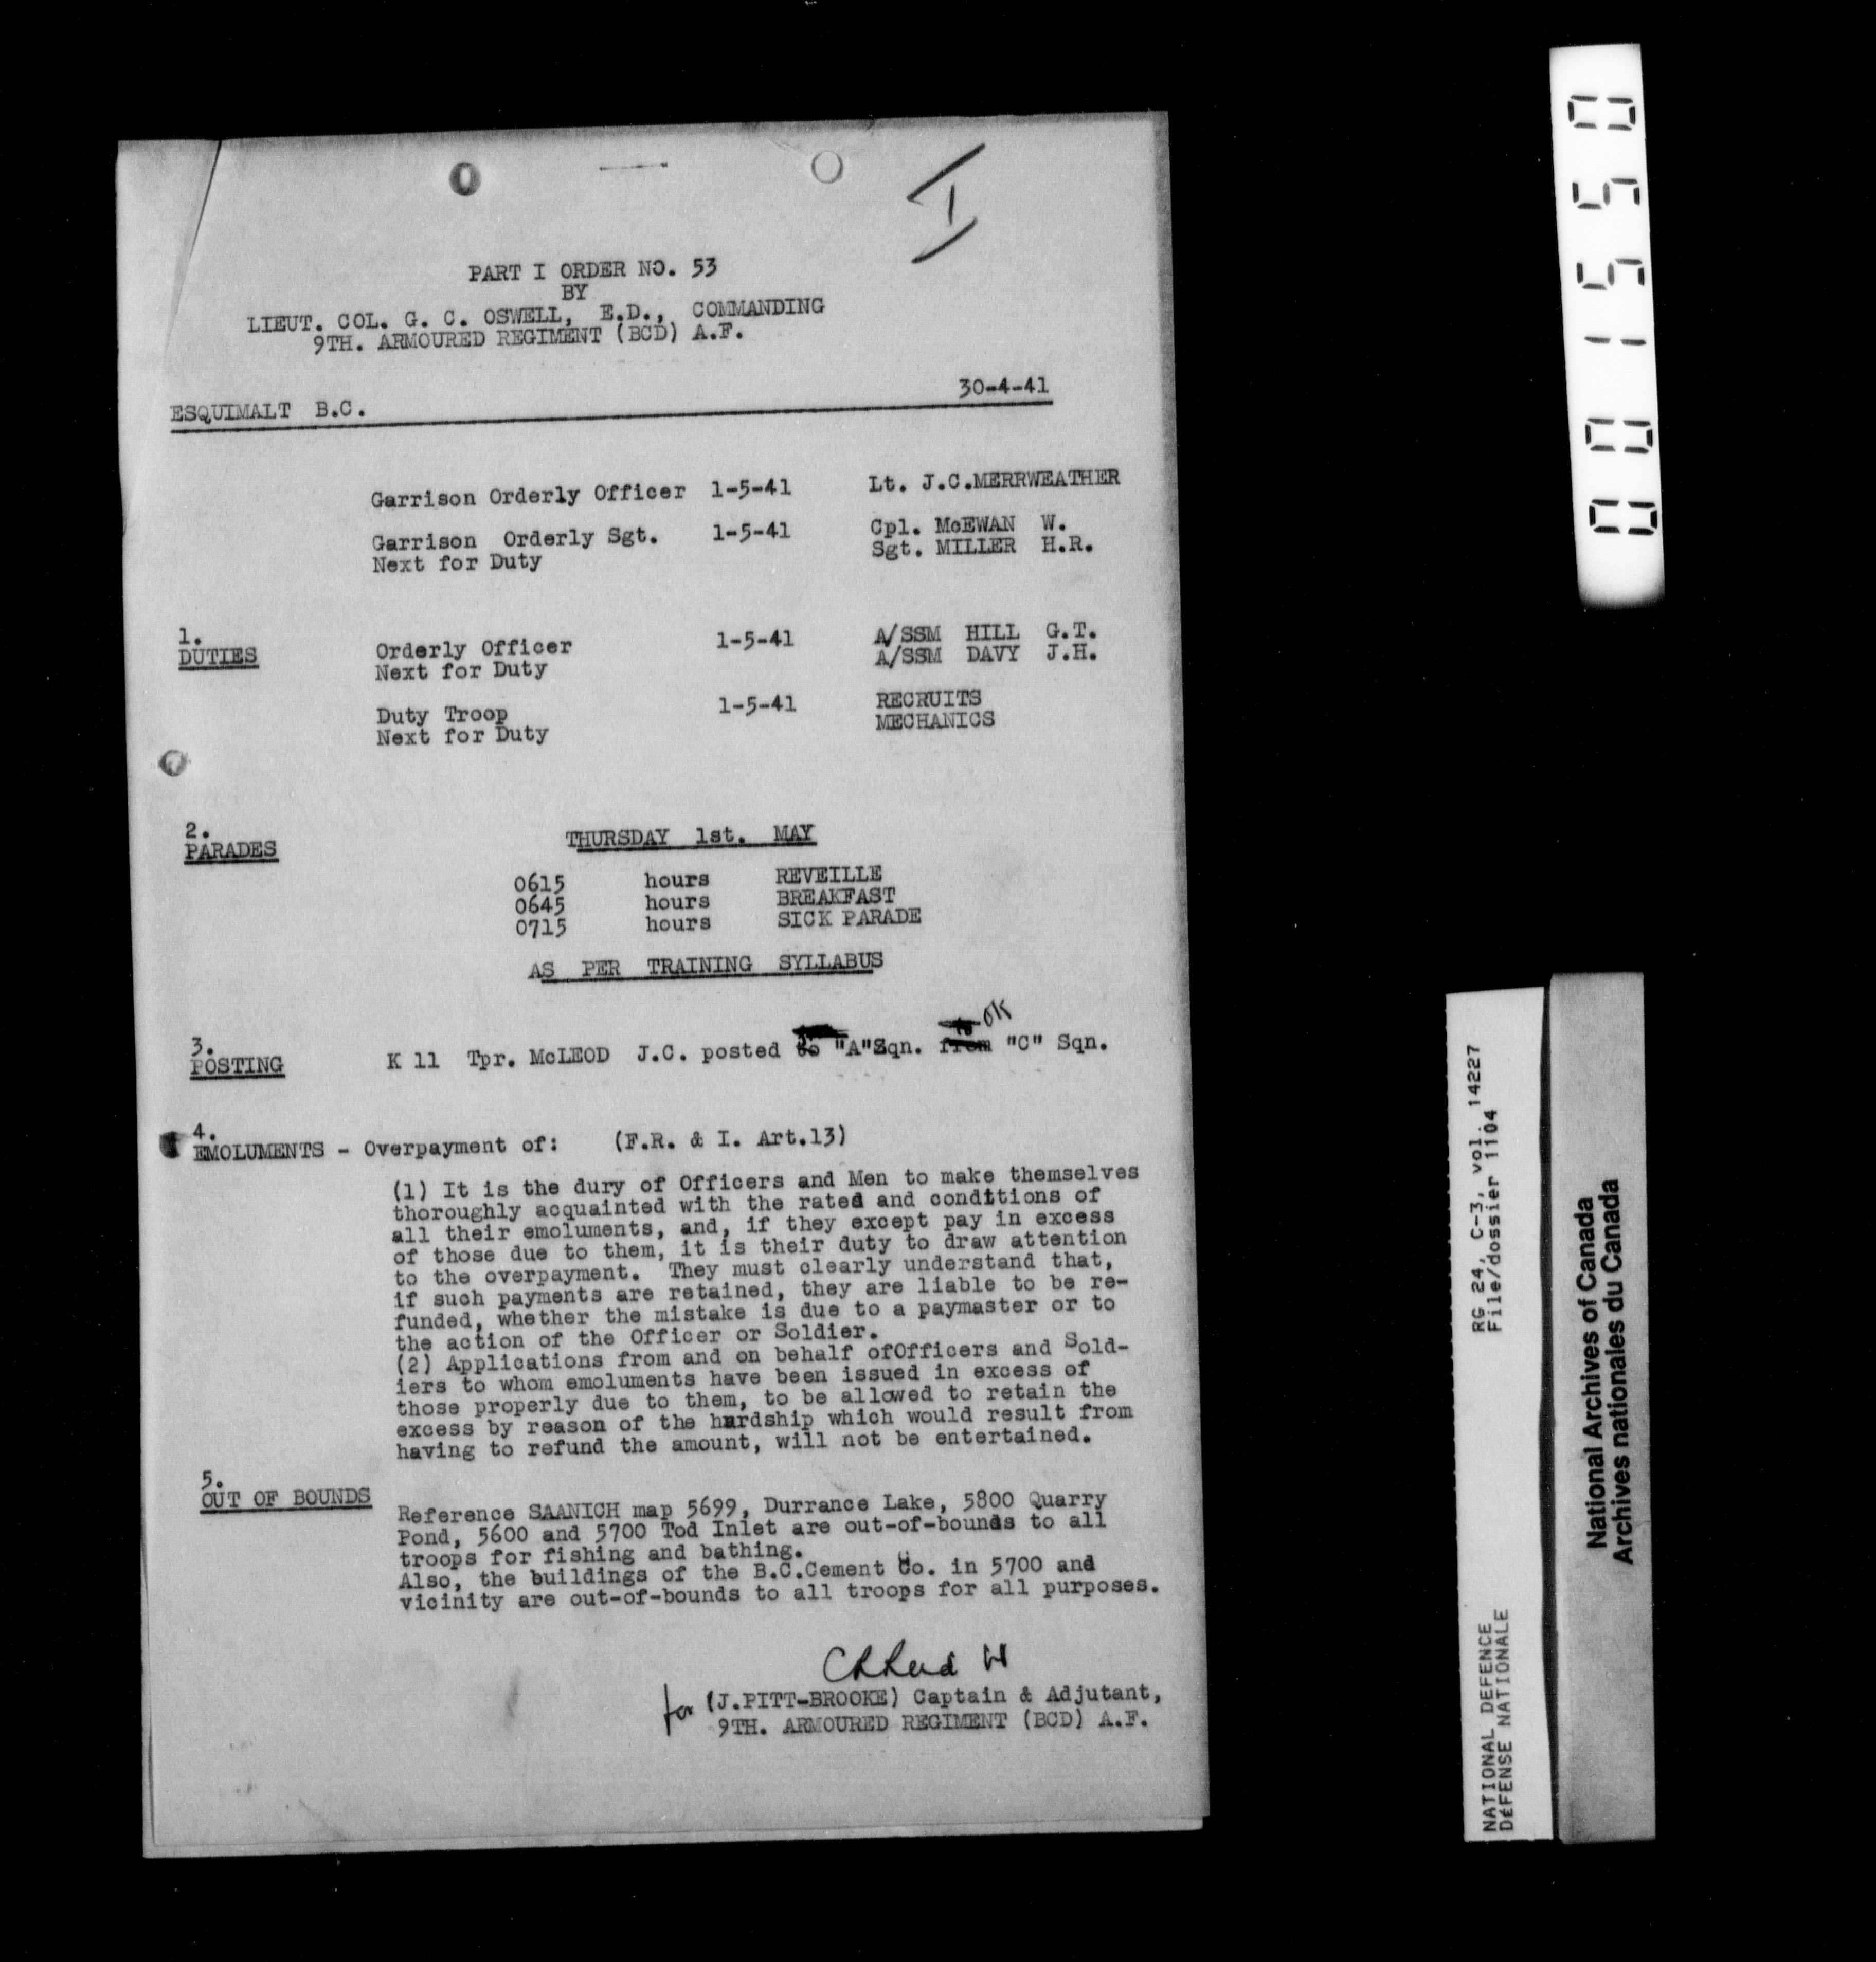 I
PART I ORDER NO. 53
BY
LIEUT. COL. G. C. OSWELL, E.D., COMMANDING
9TH. ARMOURED REGIMENT (BCD) A.F.
30-4-41
ESQUIMALT B.C.
Garrison Orderly Officer 1-5-41 Lt. J.C.MERRWEATHER
Garrison Orderly Sgt. 1-5-41 Cpl. McEWAN W.
Next for Duty Sgt. MILLER H.R.
1.
DUTIES
Orderly Officer 1-5-41 A/SSM HILL G.T.
Next for Duty A/SSM DAVY J.H.
Duty Troop 1-5-41 RECRUITS
Next for Duty MECHANICS
2.
PARADES
THURSDAY 1st. MAY
0615 hours REVEILLE
0645 hours BREAKFAST
0715 hours SICK PARADE
AS PER TRAINING SYLLABUS
ok
3.
POSTING
K 11 Tpr. McLEOD J.C. posted to "A"Sqn. from "C" Sqn.
4.
EMOLUMENTS - Overpayment of: (F.R. & I. Art.13)
(1) It is the dury of Officers and Men to make themselves
thoroughly acquainted with the rated and conditions of
all their emoluments, and, if they except pay in excess
of those due to them, it is their duty to draw attention
to the overpayment. They must clearly understand that,
if such payments are retained, they are liable to be re-
funded, whether the mistake is due to a paymaster or to
the action of the Officer or Soldier.
(2) Applications from and on behalf ofOfficers and Sold-
iers to whom emoluments have been issued in excess of
those properly due to them, to be allowed to retain the
excess by reason of the hardship which would result from
having to refund the amount, will not be entertained.
5.
OUT OF BOUNDS
Reference SAANICH map 5699, Durrance Lake, 5800 Quarry
Pond, 5600 and 5700 Tod Inlet are out-of-bounds to all
troops for fishing and bathing.
Also, the buildings of the B.C.Cement Co. in 5700 and
vicinity are out-of-bounds to all troops for all purposes.
for (J.PITT-BROOKE) Captain & Adjutant,
9TH. ARMOURED REGIMENT (BCD) A.F.
001550
RG 24, C-3, vol. 14227
File/dossier 1104
NATIONAL DEFENCE
DÉFENSE NATIONALE
National Archives of Canada
Archives nationales du Canada